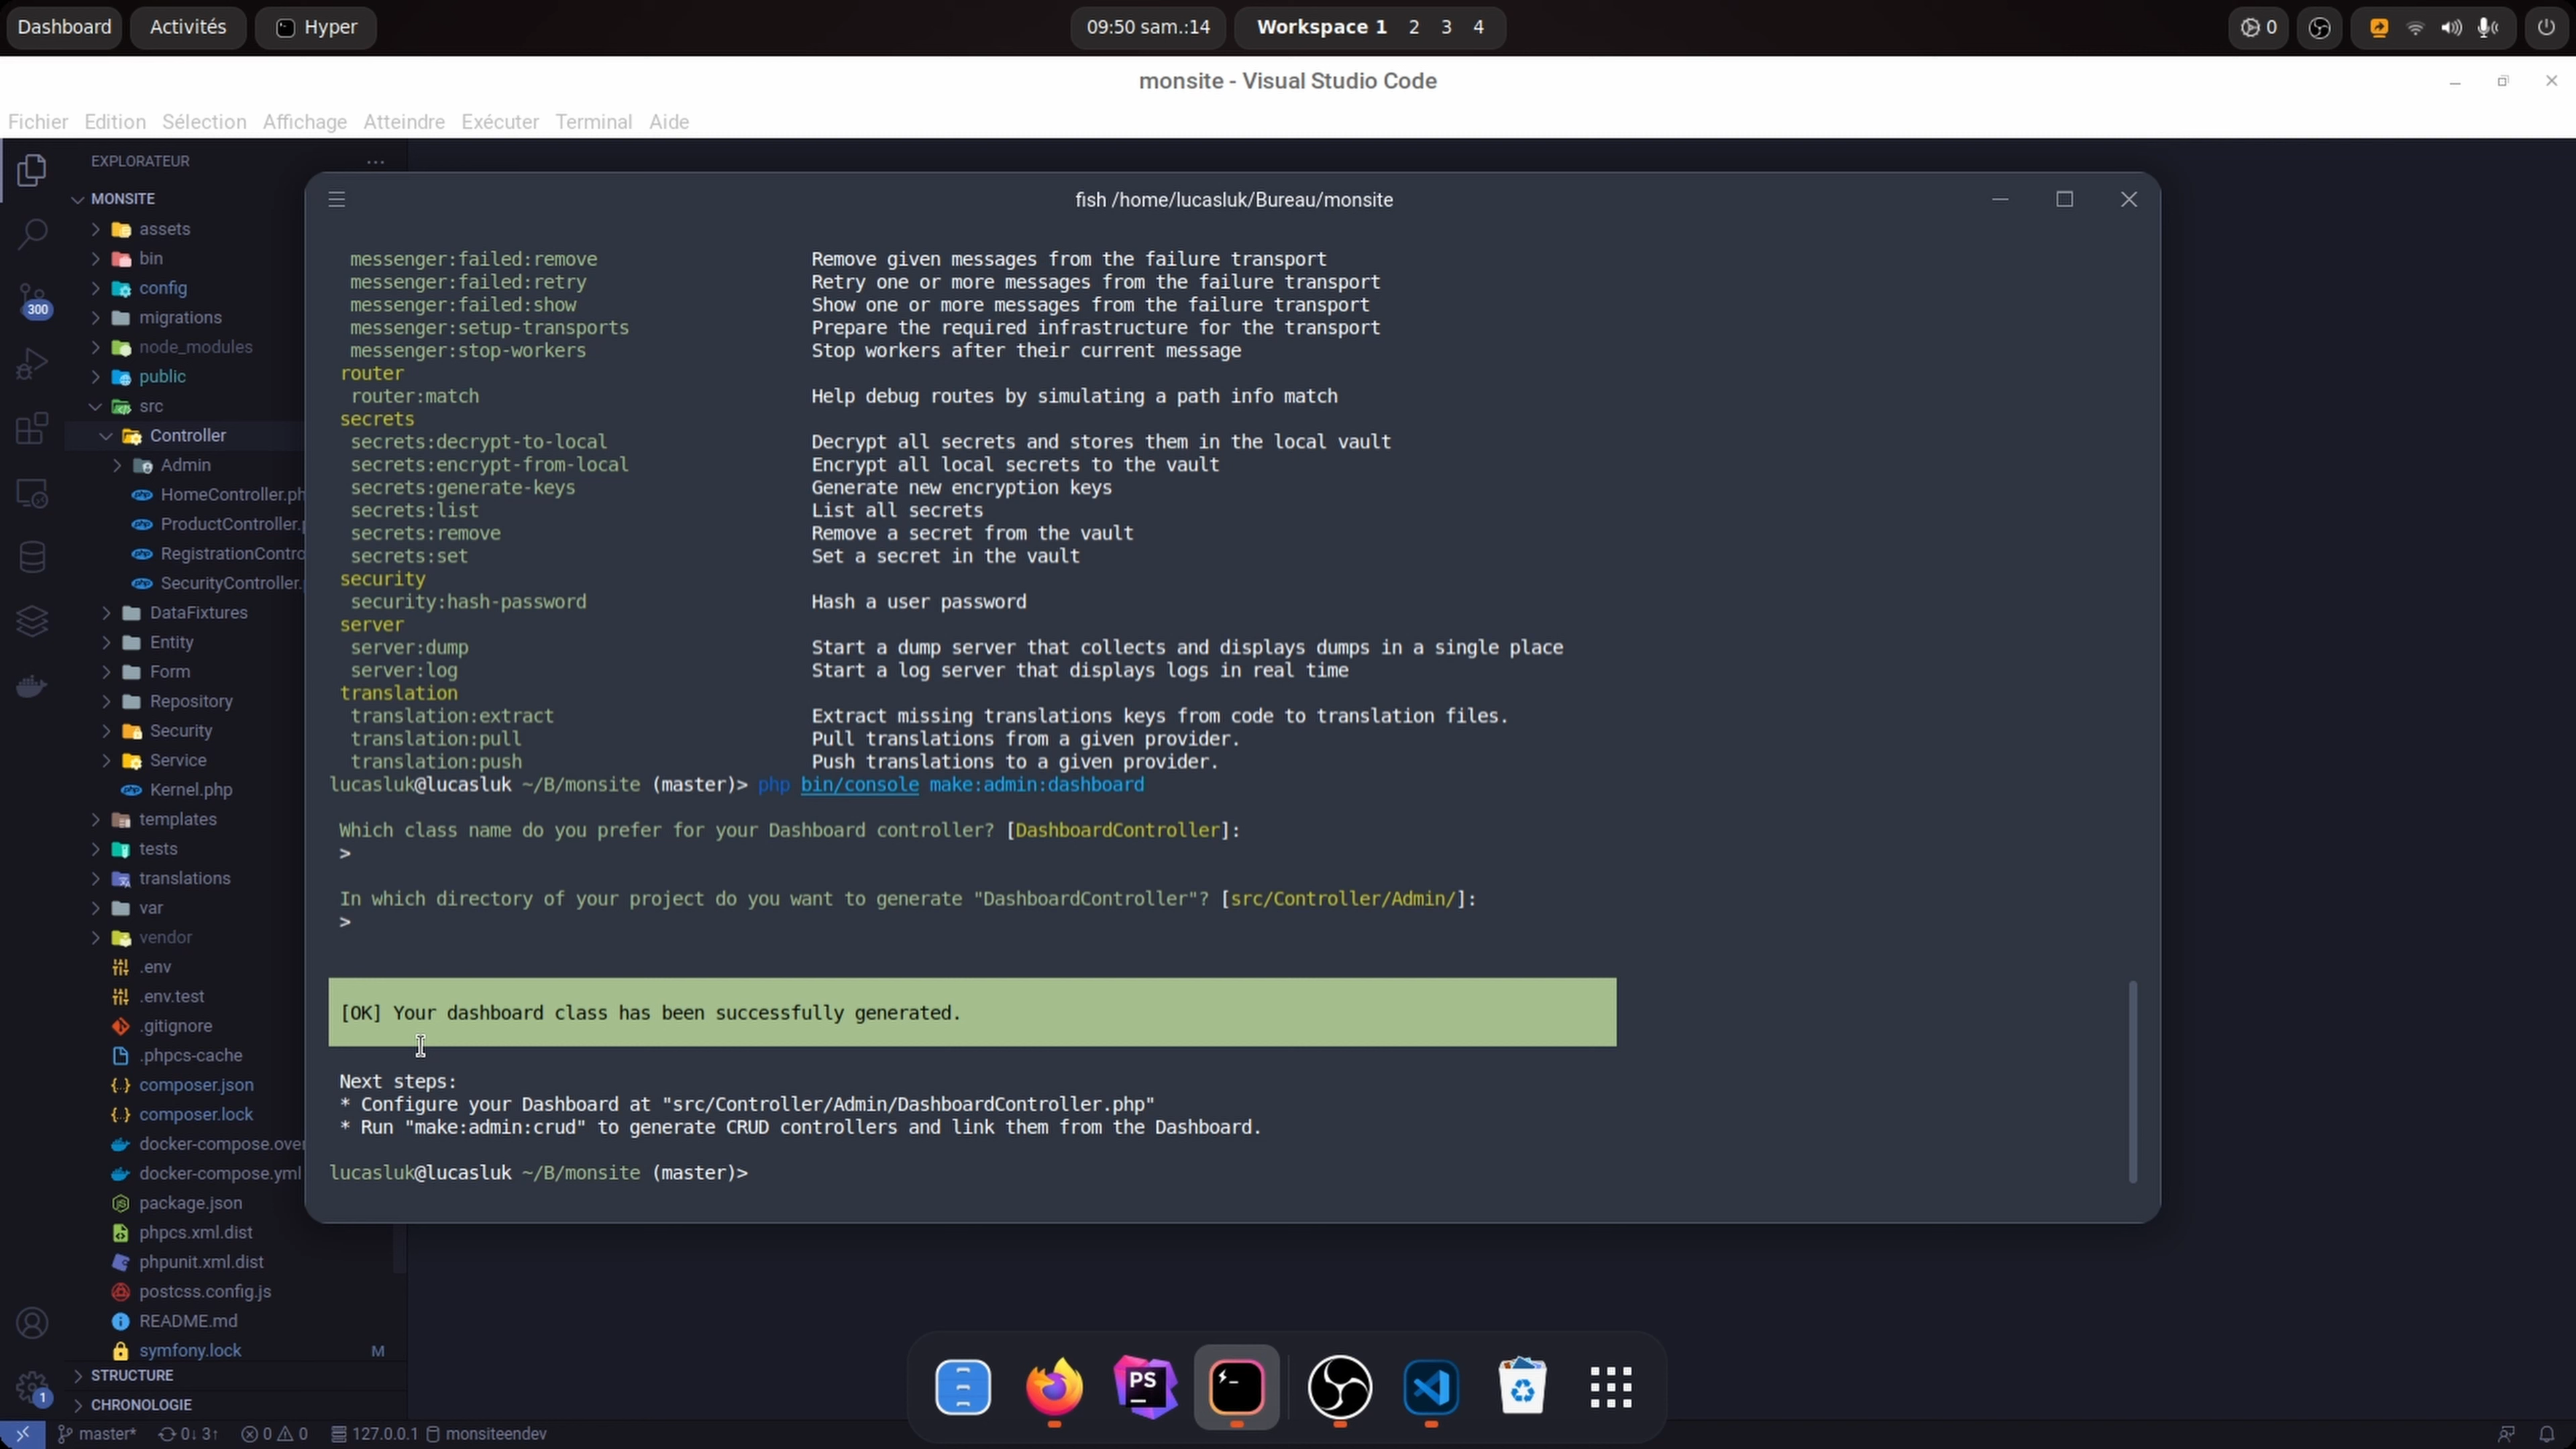 Dashboard Activités Hyper 09:50 sam.:14 Workspace 1 2 3 4 0
monsite - Visual Studio Code
Fichier Edition Sélection Affichage Atteindre Exécuter Terminal Aide
EXPLORATEUR
MONSITE
assets
bin
config
migrations
node_modules
public
src
Controller
Admin
HomeController.ph
ProductController.p
RegistrationContro
SecurityController.
DataFixtures
Entity
Form
Repository
Security
Service
Kernel.php
templates
tests
translations
var
vendor
.env
.env.test
.gitignore
.phpcs-cache
composer.json
composer.lock
docker-compose.over
docker-compose.yml
package.json
phpcs.xml.dist
phpunit.xml.dist
postcss.config.js
README.md
symfony.lock M
STRUCTURE
CHRONOLOGIE
300
1
fish /home/lucasluk/Bureau/monsite
messenger:failed:remove Remove given messages from the failure transport
messenger:failed:retry Retry one or more messages from the failure transport
messenger:failed:show Show one or more messages from the failure transport
messenger:setup-transports Prepare the required infrastructure for the transport
messenger:stop-workers Stop workers after their current message
router
router:match Help debug routes by simulating a path info match
secrets
secrets:decrypt-to-local Decrypt all secrets and stores them in the local vault
secrets:encrypt-from-local Encrypt all local secrets to the vault
secrets:generate-keys Generate new encryption keys
secrets:list List all secrets
secrets:remove Remove a secret from the vault
secrets:set Set a secret in the vault
security
security:hash-password Hash a user password
server
server:dump Start a dump server that collects and displays dumps in a single place
server:log Start a log server that displays logs in real time
translation
translation:extract Extract missing translations keys from code to translation files.
translation:pull Pull translations from a given provider.
translation:push Push translations to a given provider.
lucasluk@lucasluk ~/B/monsite (master)> php bin/console make:admin:dashboard
Which class name do you prefer for your Dashboard controller? [DashboardController]:
>
In which directory of your project do you want to generate "DashboardController"? [src/Controller/Admin/]:
>
[OK] Your dashboard class has been successfully generated.
Next steps:
* Configure your Dashboard at "src/Controller/Admin/DashboardController.php"
* Run "make:admin:crud" to generate CRUD controllers and link them from the Dashboard.
lucasluk@lucasluk ~/B/monsite (master)>
PS
master* 0↓ 3↑ 0 0 127.0.0.1 monsiteendev